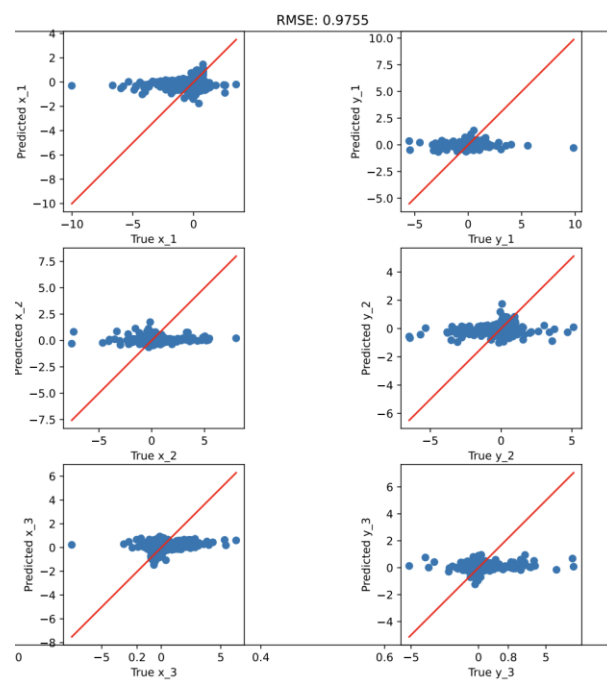 RMSE: 0.9755
4
2
0
−2
−4
−6
−8
−10
Predicted x_1
−10 −5 0
True x_1
10.0
7.5
5.0
2.5
0.0
−2.5
−5.0
Predicted y_1
−5 0 5 10
True y_1
7.5
5.0
2.5
0.0
−2.5
−5.0
−7.5
Predicted x_2
−5 0 5
True x_2
4
2
0
−2
−4
−6
Predicted y_2
−5 0 5
True y_2
6
4
2
0
−2
−4
−6
−8
Predicted x_3
0 −5 0.2 0 5 0.4
True x_3
6
4
2
0
−2
−4
Predicted y_3
0.6 −5 0 0.8 5
True y_3